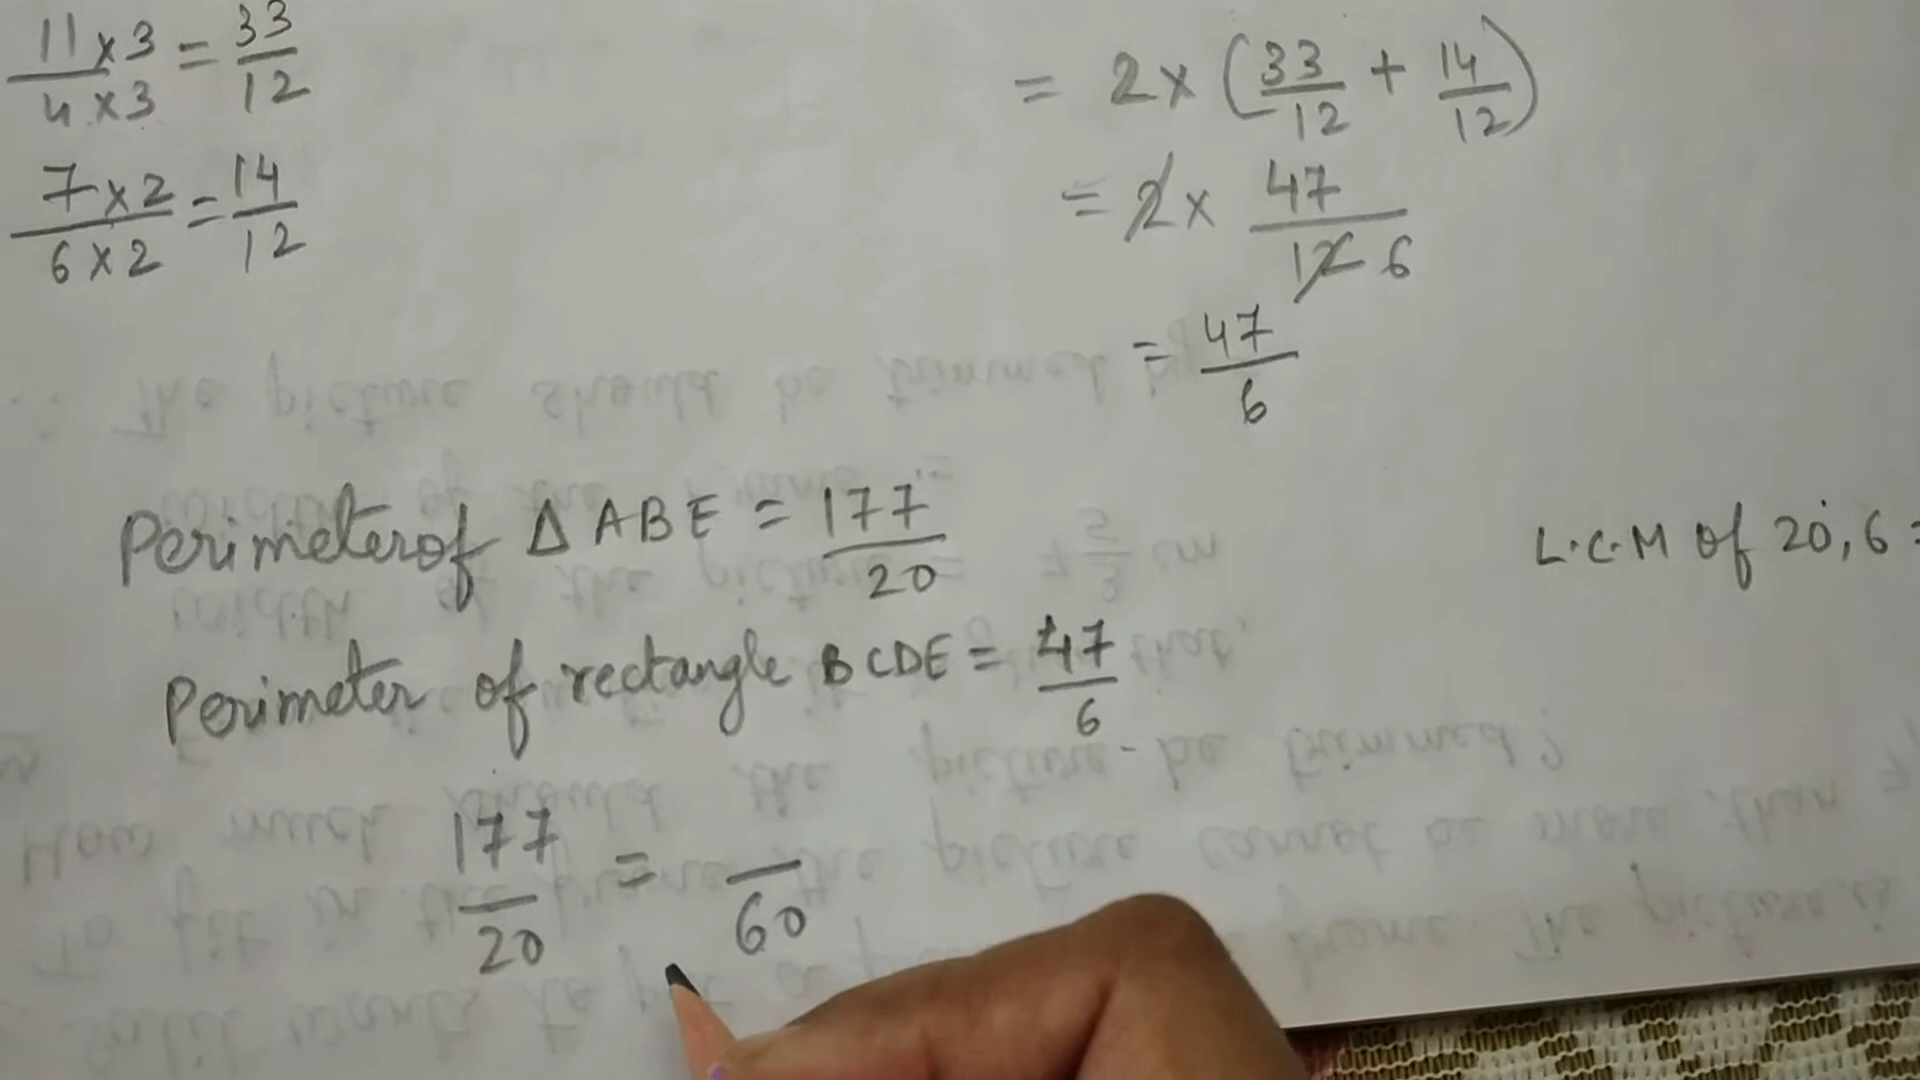 11 × 3 / 4 × 3 = 33 / 12
7 × 2 / 6 × 2 = 14 / 12
= 2 × (33 / 12 + 14 / 12)
= 2 × 47 / 12 6
= 47 / 6
Perimeter of Δ ABE = 177 / 20
L.C.M of 20, 6 =
Perimeter of rectangle BCDE = 47 / 6
177 / 20 = / 60